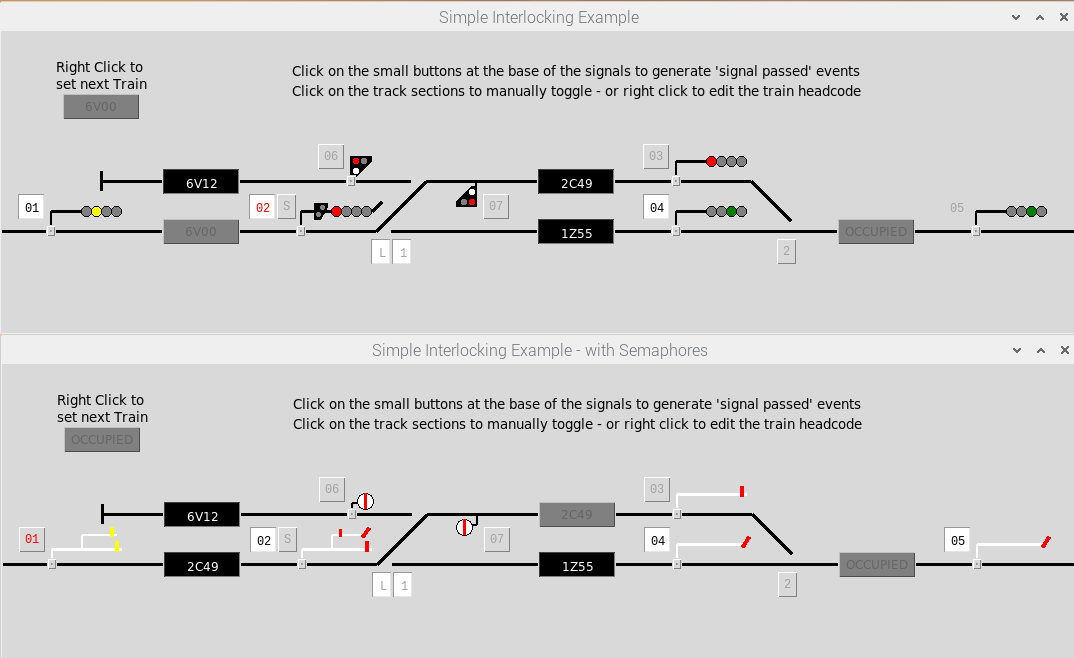 Simple Interlocking Example
Right Click to
set next Train
6V00
Click on the small buttons at the base of the signals to generate 'signal passed' events
Click on the track sections to manually toggle - or right click to edit the train headcode
06
03
6V12
2C49
01
02 S
07
04
05
6V00
1Z55
OCCUPIED
L 1
2
Simple Interlocking Example - with Semaphores
Right Click to
set next Train
OCCUPIED
Click on the small buttons at the base of the signals to generate 'signal passed' events
Click on the track sections to manually toggle - or right click to edit the train headcode
06
03
6V12
2C49
01
02 S
07
04
05
2C49
1Z55
OCCUPIED
L 1
2